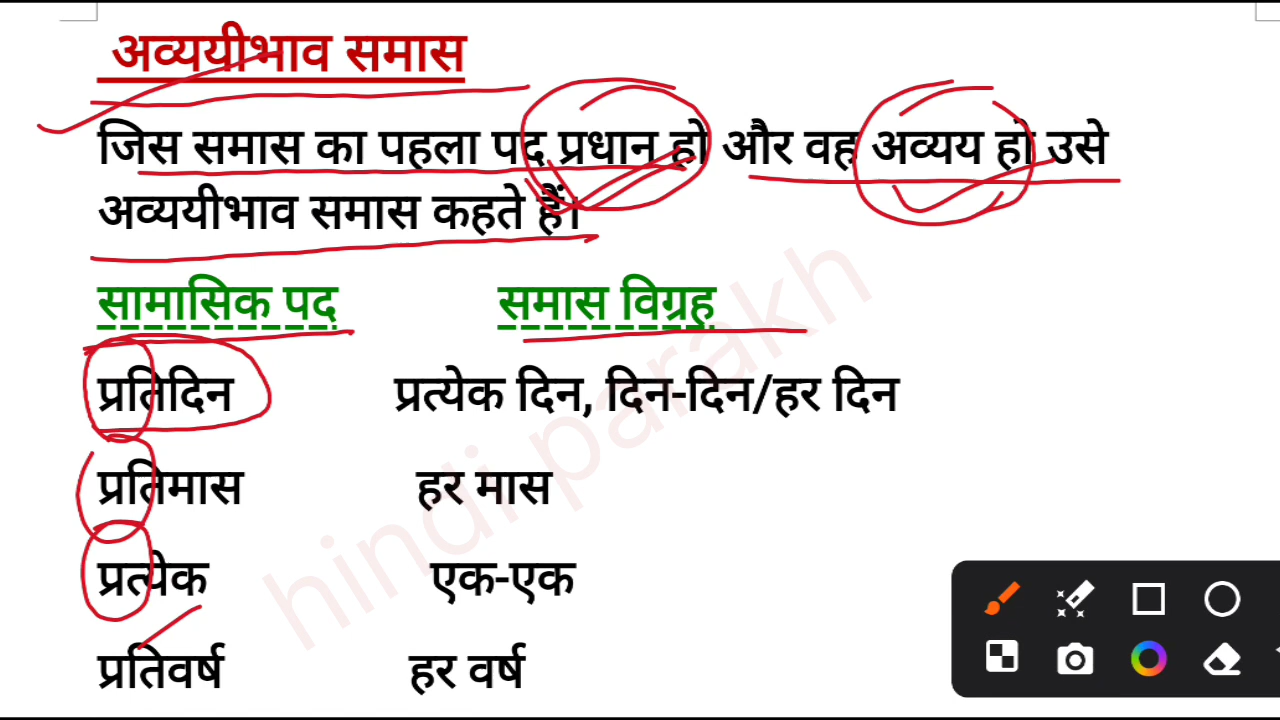 अव्ययीभाव समास
जिस समास का पहला पद प्रधान हो और वह अव्यय हो उसे
अव्ययीभाव समास कहते हैं।
सामासिक पद समास विग्रह
प्रतिदिन प्रत्येक दिन, दिन-दिन/हर दिन
प्रतिमास हर मास
प्रत्येक एक-एक
प्रतिवर्ष हर वर्ष
hindi parakh